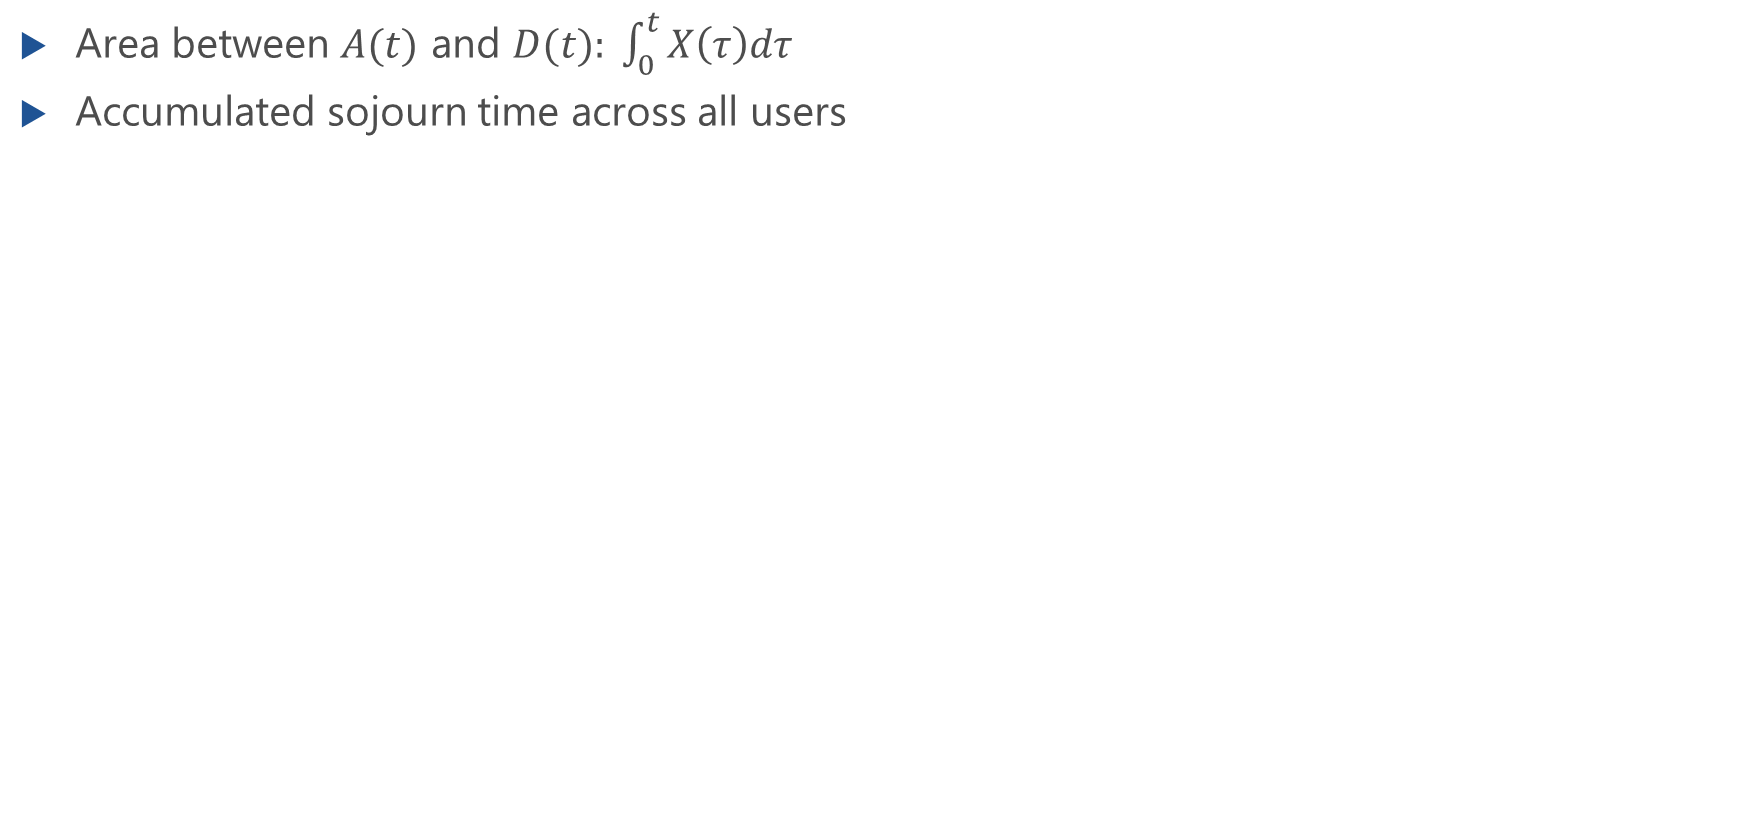 ▶ Area between A(t) and D(t): ∫₀ᵗ X(τ)dτ
▶ Accumulated sojourn time across all users